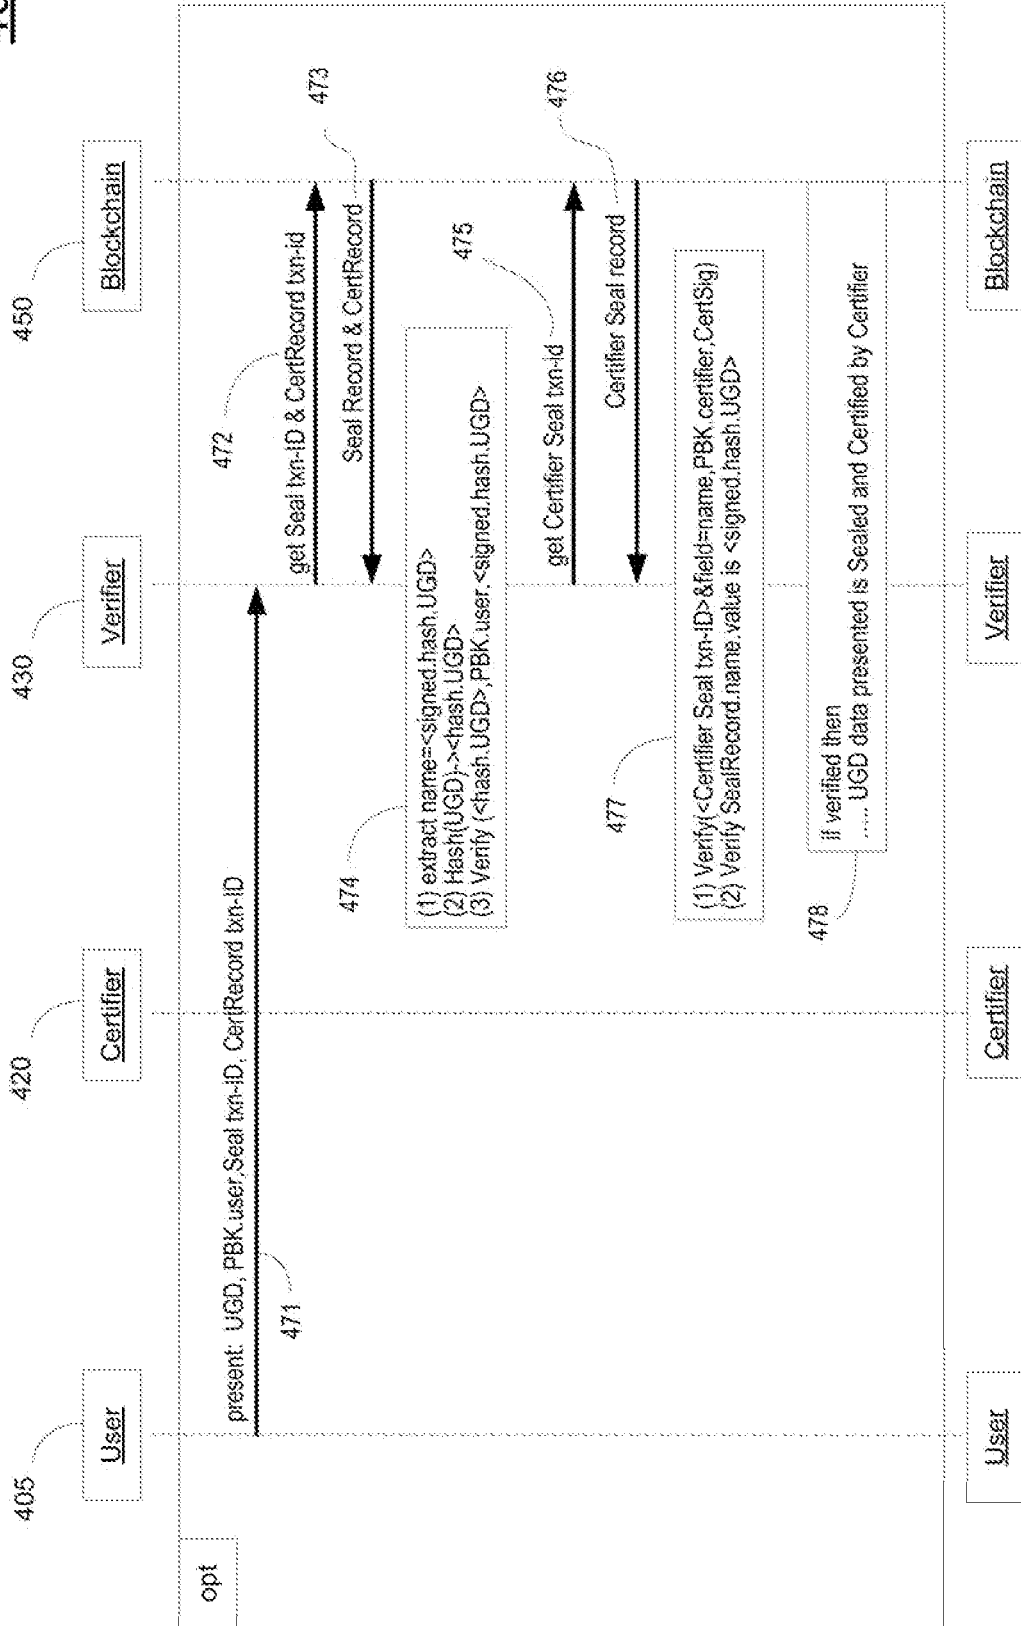 405
420
430
450
User
Certifier
Verifier
Blockchain
opt
present: UGD, PBK.user,Seal txn-ID, CertRecord txn-ID
471
472
get Seal txn-ID & CertRecord txn-id
473
Seal Record & CertRecord
474
(1) extract name=<signed.hash.UGD>
(2) Hash(UGD)-><hash.UGD>
(3) Verify (<hash.UGD>,PBK.user,<signed.hash.UGD>
475
get Certifier Seal txn-id
476
Certifier Seal record
477
(1) Verify(<Certifier Seal txn-ID>&field=name,PBK.certifier,CertSig)
(2) Verify SealRecord.name.value is <signed.hash.UGD>
478
if verified then
..... UGD data presented is Sealed and Certified by Certifier
User
Certifier
Verifier
Blockchain